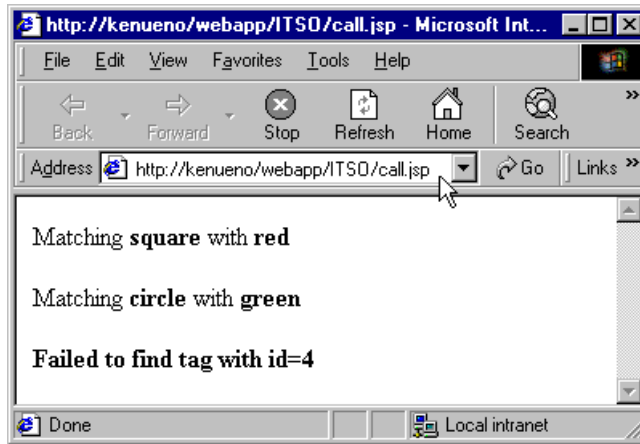 http://kenueno/webapp/ITSO/call.jsp - Microsoft Int...
File Edit View Favorites Tools Help
Back Forward Stop Refresh Home Search »
Address http://kenueno/webapp/ITSO/call.jsp Go Links »
Matching square with red
Matching circle with green
Failed to find tag with id=4
Done Local intranet